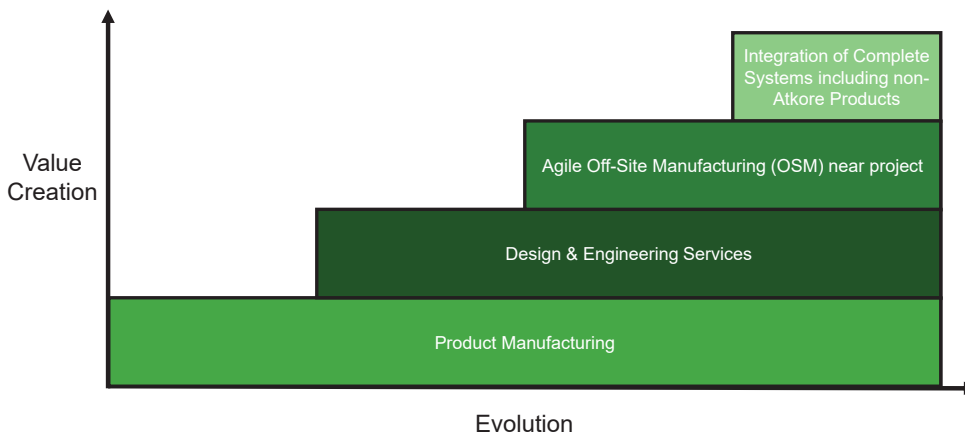 Integration of Complete
Systems including non-
Atkore Products
Value
Creation
Agile Off-Site Manufacturing (OSM) near project
Design & Engineering Services
Product Manufacturing
Evolution